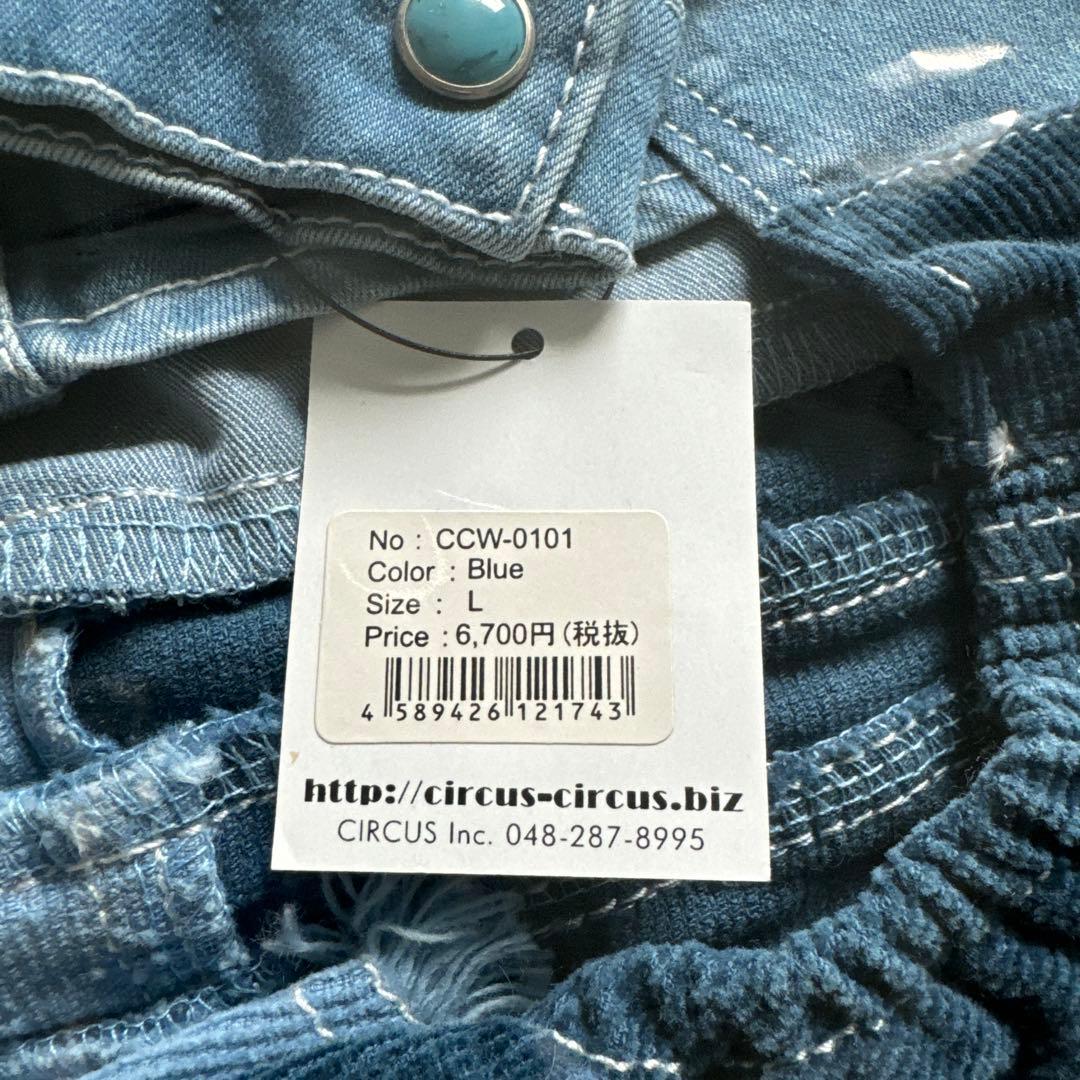 No : CCW-0101
Color : Blue
Size : L
Price : 6,700円(税抜)
4 589426 121743
http://circus-circus.biz
CIRCUS Inc. 048-287-8995